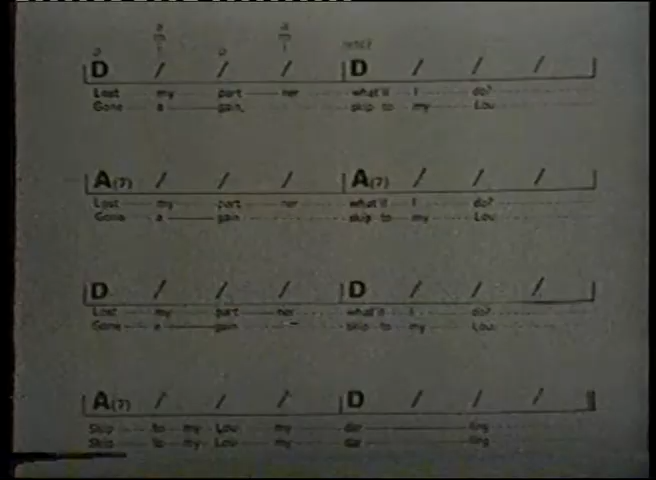 |D / / / |D / / / |
Lost my part — ner what'll I do?
Gone a — gain, skip to my Lou
|A(7) / / / |A(7) / / / |
Lost my part — ner what'll I do?
Gone a — gain skip to my Lou
|D / / / |D / / / |
Lost my part — ner what'll I do?
Gone a — gain skip to my Lou
|A(7) / / / |D / / / |
Skip to my Lou my dar — ling
Skip to my Lou my dar — ling